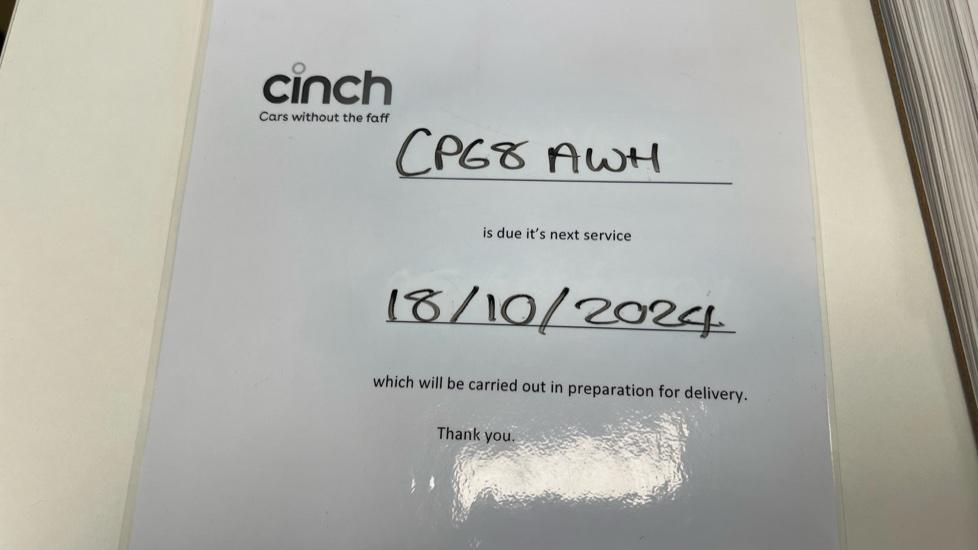 cinch
Cars without the faff
CP68 AWH
is due it's next service
18/10/2024
which will be carried out in preparation for delivery.
Thank you.